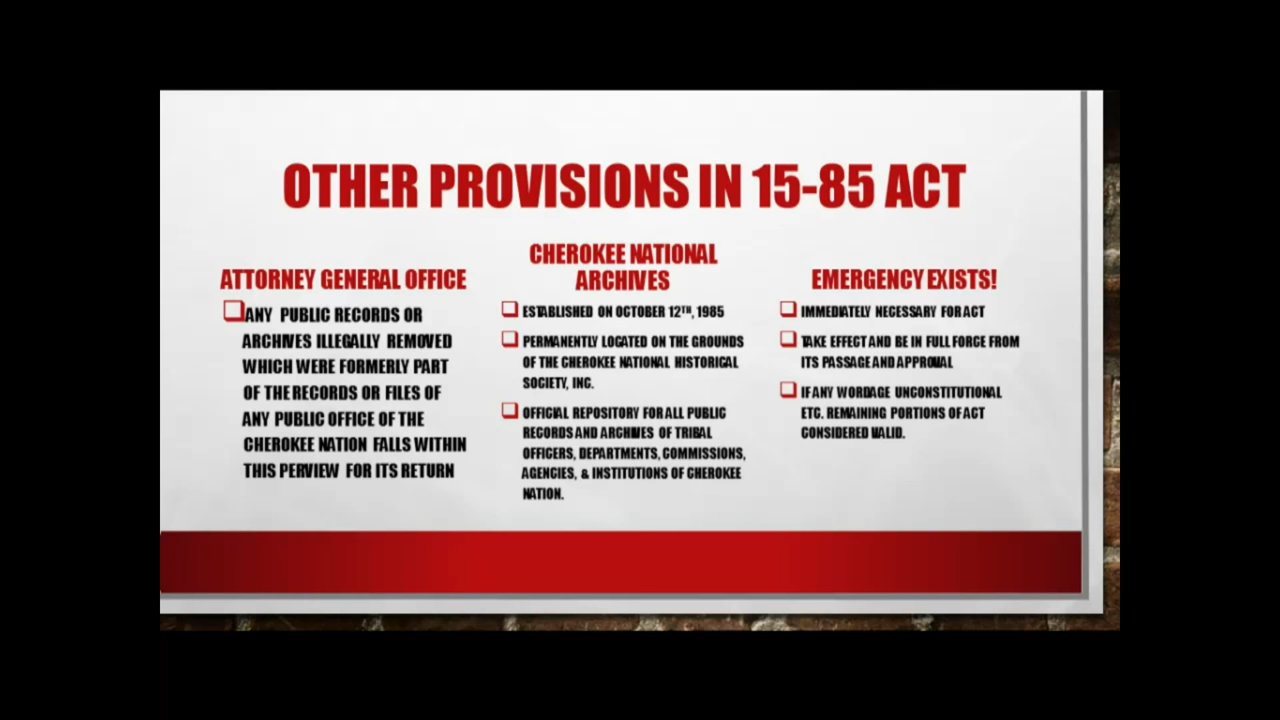 OTHER PROVISIONS IN 15-85 ACT
ATTORNEY GENERAL OFFICE
ANY PUBLIC RECORDS OR
ARCHIVES ILLEGALLY REMOVED
WHICH WERE FORMERLY PART
OF THE RECORDS OR FILES OF
ANY PUBLIC OFFICE OF THE
CHEROKEE NATION FALLS WITHIN
THIS PERVIEW FOR ITS RETURN
CHEROKEE NATIONAL
ARCHIVES
ESTABLISHED ON OCTOBER 12TH, 1985
PERMANENTLY LOCATED ON THE GROUNDS
OF THE CHEROKEE NATIONAL HISTORICAL
SOCIETY, INC.
OFFICIAL REPOSITORY FOR ALL PUBLIC
RECORDS AND ARCHIVES OF TRIBAL
OFFICERS, DEPARTMENTS, COMMISSIONS,
AGENCIES, & INSTITUTIONS OF CHEROKEE
NATION.
EMERGENCY EXISTS!
IMMEDIATELY NECESSARY FOR ACT
TAKE EFFECT AND BE IN FULL FORCE FROM
ITS PASSAGE AND APPROVAL
IF ANY WORDAGE UNCONSTITUTIONAL
ETC. REMAINING PORTIONS OF ACT
CONSIDERED VALID.